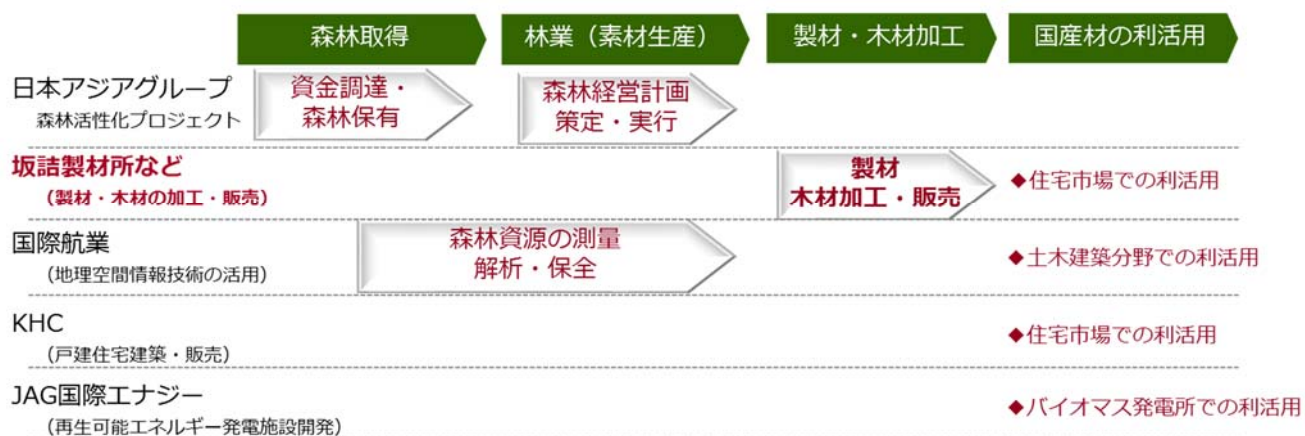 森林取得
林業（素材生産）
製材・木材加工
国産材の利活用
日本アジアグループ
森林活性化プロジェクト
資金調達・
森林保有
森林経営計画
策定・実行
坂詰製材所など
（製材・木材の加工・販売）
製材
木材加工・販売
◆住宅市場での利活用
国際航業
（地理空間情報技術の活用）
森林資源の測量
解析・保全
◆土木建築分野での利活用
KHC
（戸建住宅建築・販売）
◆住宅市場での利活用
JAG国際エナジー
（再生可能エネルギー発電施設開発）
◆バイオマス発電所での利活用